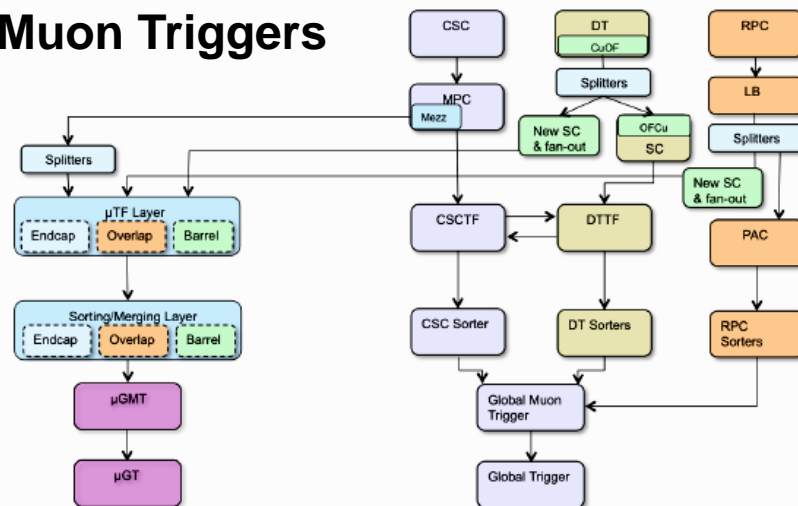 Muon Triggers
CSC
DT
CuOF
RPC
Splitters
MPC
Mezz
LB
New SC
& fan-out
OFCu
SC
Splitters
Splitters
New SC
& fan-out
µTF Layer
Endcap
Overlap
Barrel
CSCTF
DTTF
PAC
Sorting/Merging Layer
Endcap
Overlap
Barrel
CSC Sorter
DT Sorters
RPC
Sorters
µGMT
Global Muon
Trigger
µGT
Global Trigger